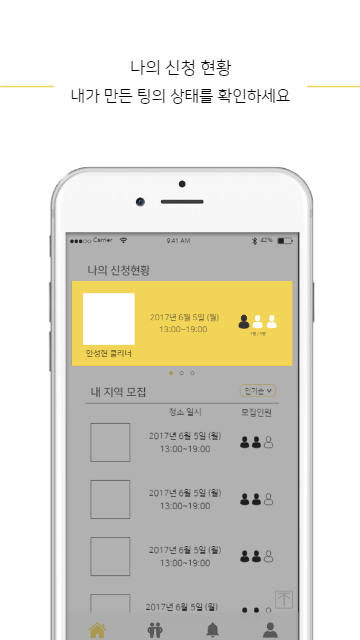 나의 신청 현황
내가 만든 팅의 상태를 확인하세요
Carrier 9:41 AM 42%
나의 신청현황
2017년 6월 5일 (월)
13:00~19:00
안성현 클리너
내 지역 모집
인기순
청소 일시 모집인원
2017년 6월 5일 (월)
13:00~19:00
2017년 6월 5일 (월)
13:00~19:00
2017년 6월 5일 (월)
13:00~19:00
2017년 6월 5일 (월)